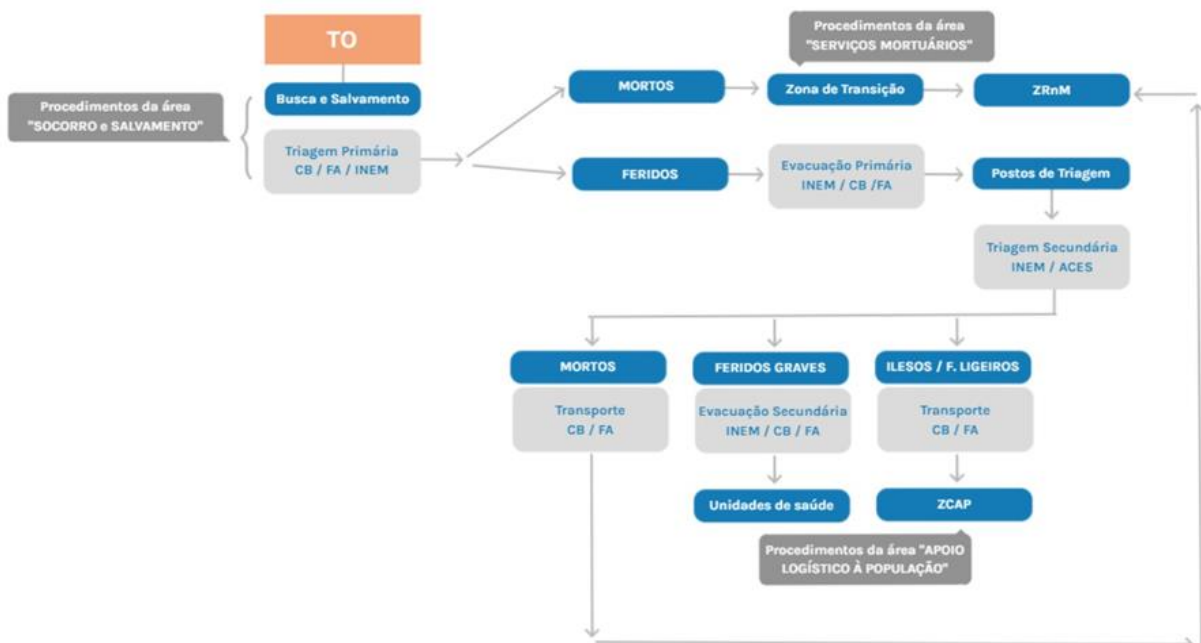 TO
Procedimentos da área
"SERVIÇOS MORTUÁRIOS"
Procedimentos da área
"SOCORRO e SALVAMENTO"
Busca e Salvamento
Triagem Primária
CB / FA / INEM
MORTOS
Zona de Transição
ZRnM
FERIDOS
Evacuação Primária
INEM / CB /FA
Postos de Triagem
Triagem Secundária
INEM / ACES
MORTOS
Transporte
CB / FA
FERIDOS GRAVES
Evacuação Secundária
INEM / CB / FA
ILESOS / F. LIGEIROS
Transporte
CB / FA
Unidades de saúde
ZCAP
Procedimentos da área "APOIO
LOGÍSTICO À POPULAÇÃO"